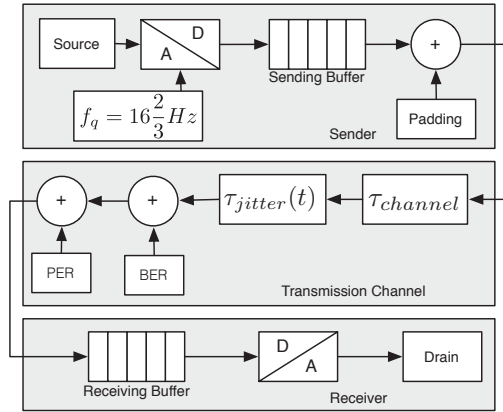 Source
D
A
Sending Buffer
+
f_q = 16 2/3 Hz
Padding
Sender
+
+
τ_jitter(t)
τ_channel
PER
BER
Transmission Channel
Receiving Buffer
D
A
Drain
Receiver